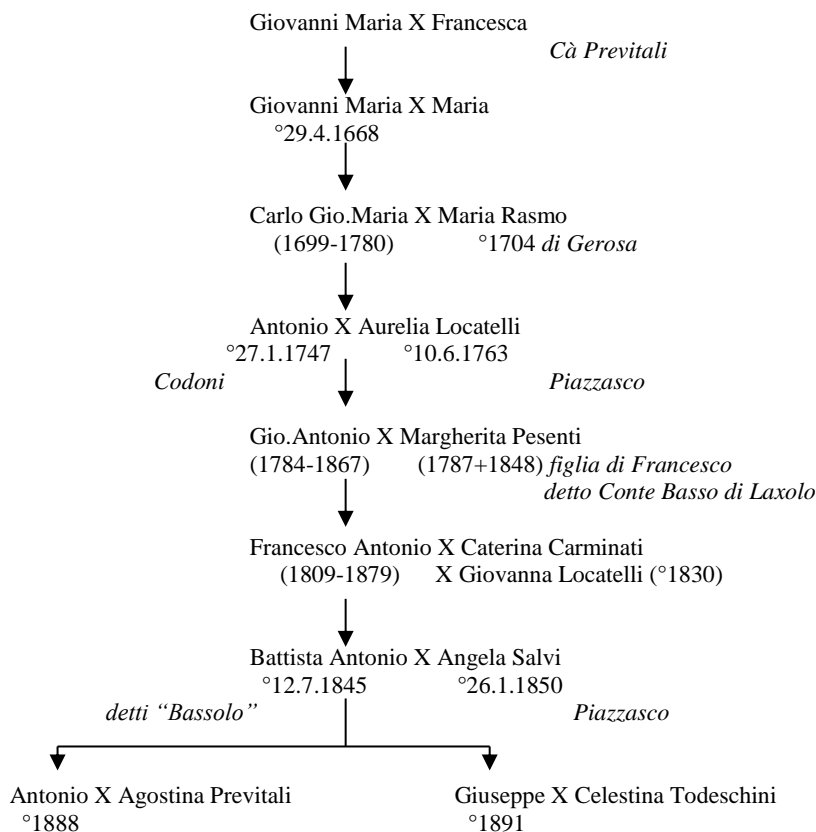 Giovanni Maria X Francesca
Cà Previtali
Giovanni Maria X Maria
°29.4.1668
Carlo Gio.Maria X Maria Rasmo
(1699-1780) °1704 di Gerosa
Antonio X Aurelia Locatelli
°27.1.1747 °10.6.1763
Codoni Piazzasco
Gio.Antonio X Margherita Pesenti
(1784-1867) (1787+1848) figlia di Francesco
detto Conte Basso di Laxolo
Francesco Antonio X Caterina Carminati
(1809-1879) X Giovanna Locatelli (°1830)
Battista Antonio X Angela Salvi
°12.7.1845 °26.1.1850
detti “Bassolo” Piazzasco
Antonio X Agostina Previtali Giuseppe X Celestina Todeschini
°1888 °1891